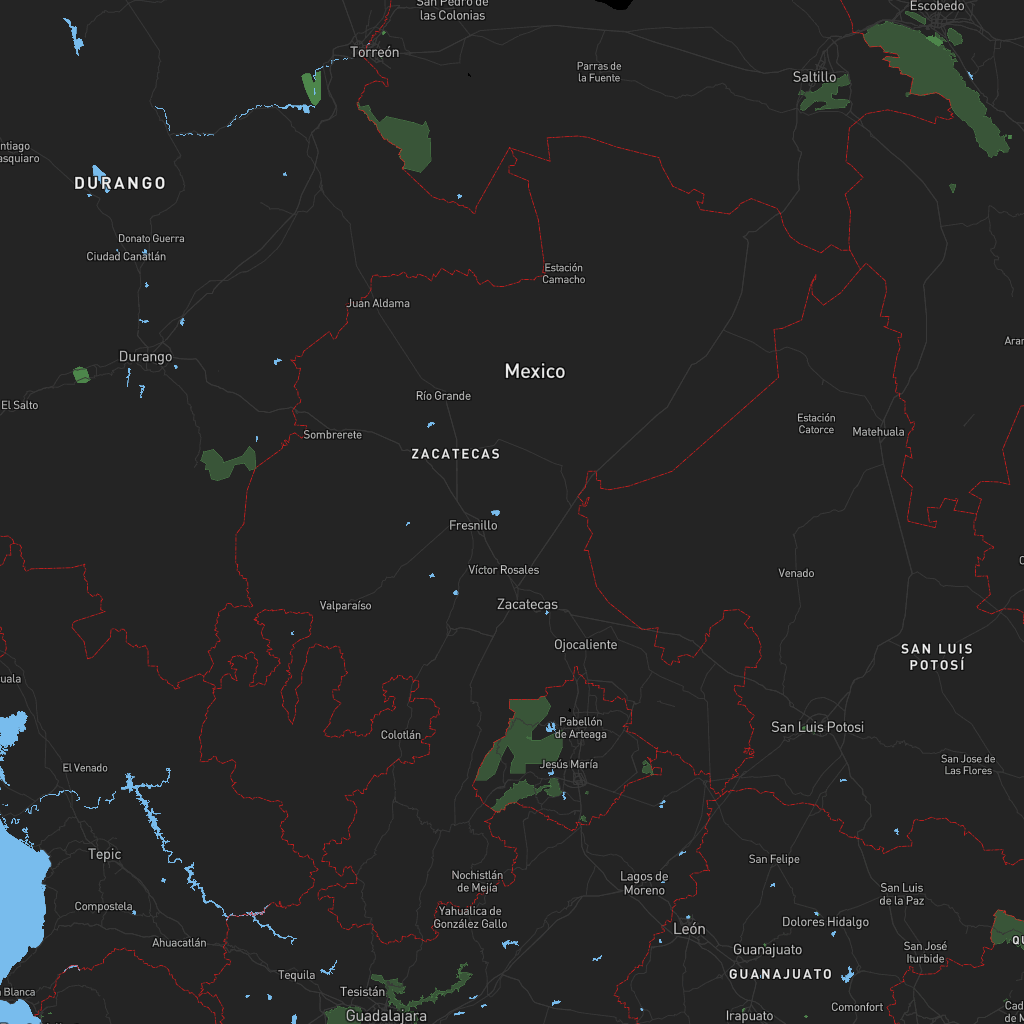 San Pedro de
las Colonias
Escobedo
Torreón
Parras de
la Fuente
Saltillo
ntiago
asquiaro
DURANGO
Donato Guerra
Ciudad Canatlán
Estación
Camacho
Juan Aldama
Durango
Mexico
El Salto
Río Grande
Estación
Catorce
Matehuala
Sombrerete
ZACATECAS
Fresnillo
Víctor Rosales
Venado
Valparaíso
Zacatecas
Ojocaliente
SAN LUIS
POTOSÍ
uala
Pabellón
de Arteaga
San Luis Potosi
Colotlán
El Venado
Jesús María
San Jose de
Las Flores
Tepic
San Felipe
Nochistlán
de Mejía
Lagos de
Moreno
San Luis
de la Paz
Compostela
Yahualica de
González Gallo
León
Dolores Hidalgo
Ahuacatlán
Guanajuato
San José
Iturbide
Tequila
GUANAJUATO
Blanca
Tesistán
Guadalajara
Irapuato
Comonfort